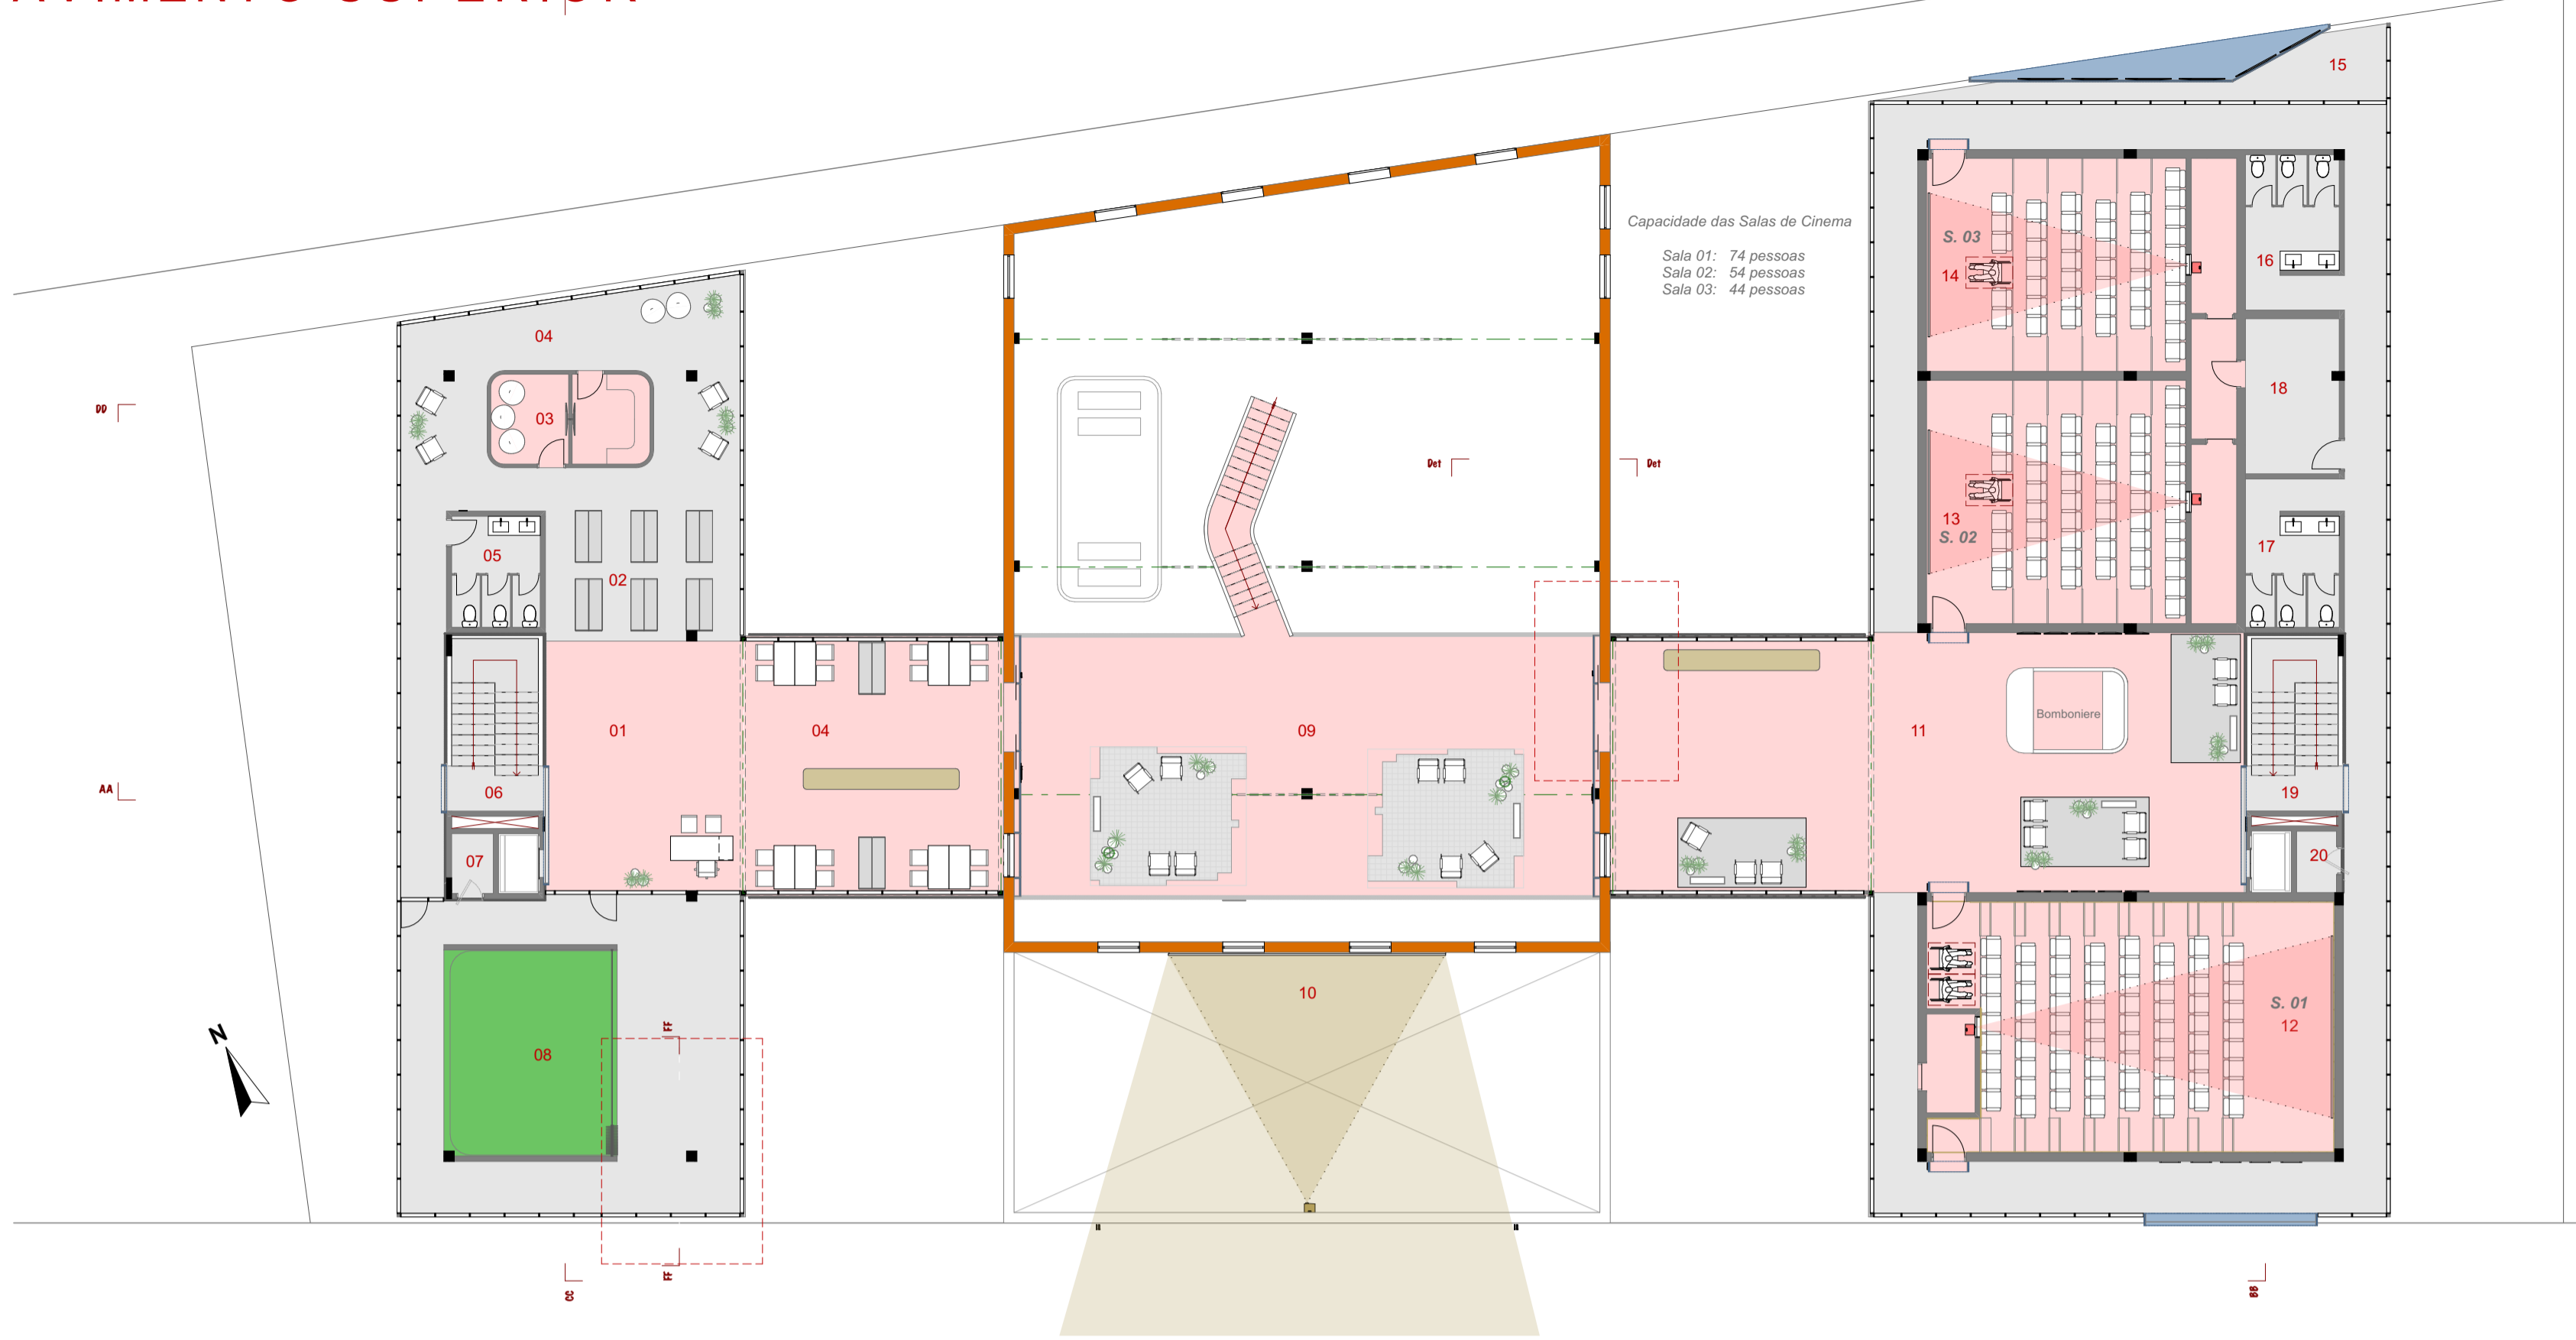 15
Capacidade das Salas de Cinema
Sala 01: 74 pessoas
Sala 02: 54 pessoas
Sala 03: 44 pessoas
S. 03
14
16
04
18
DD
03
Det
Det
13
S. 02
17
05
02
Bomboniere
01
04
09
11
AA
06
19
07
20
10
S. 01
12
N
08
FF
FF
CC
BB